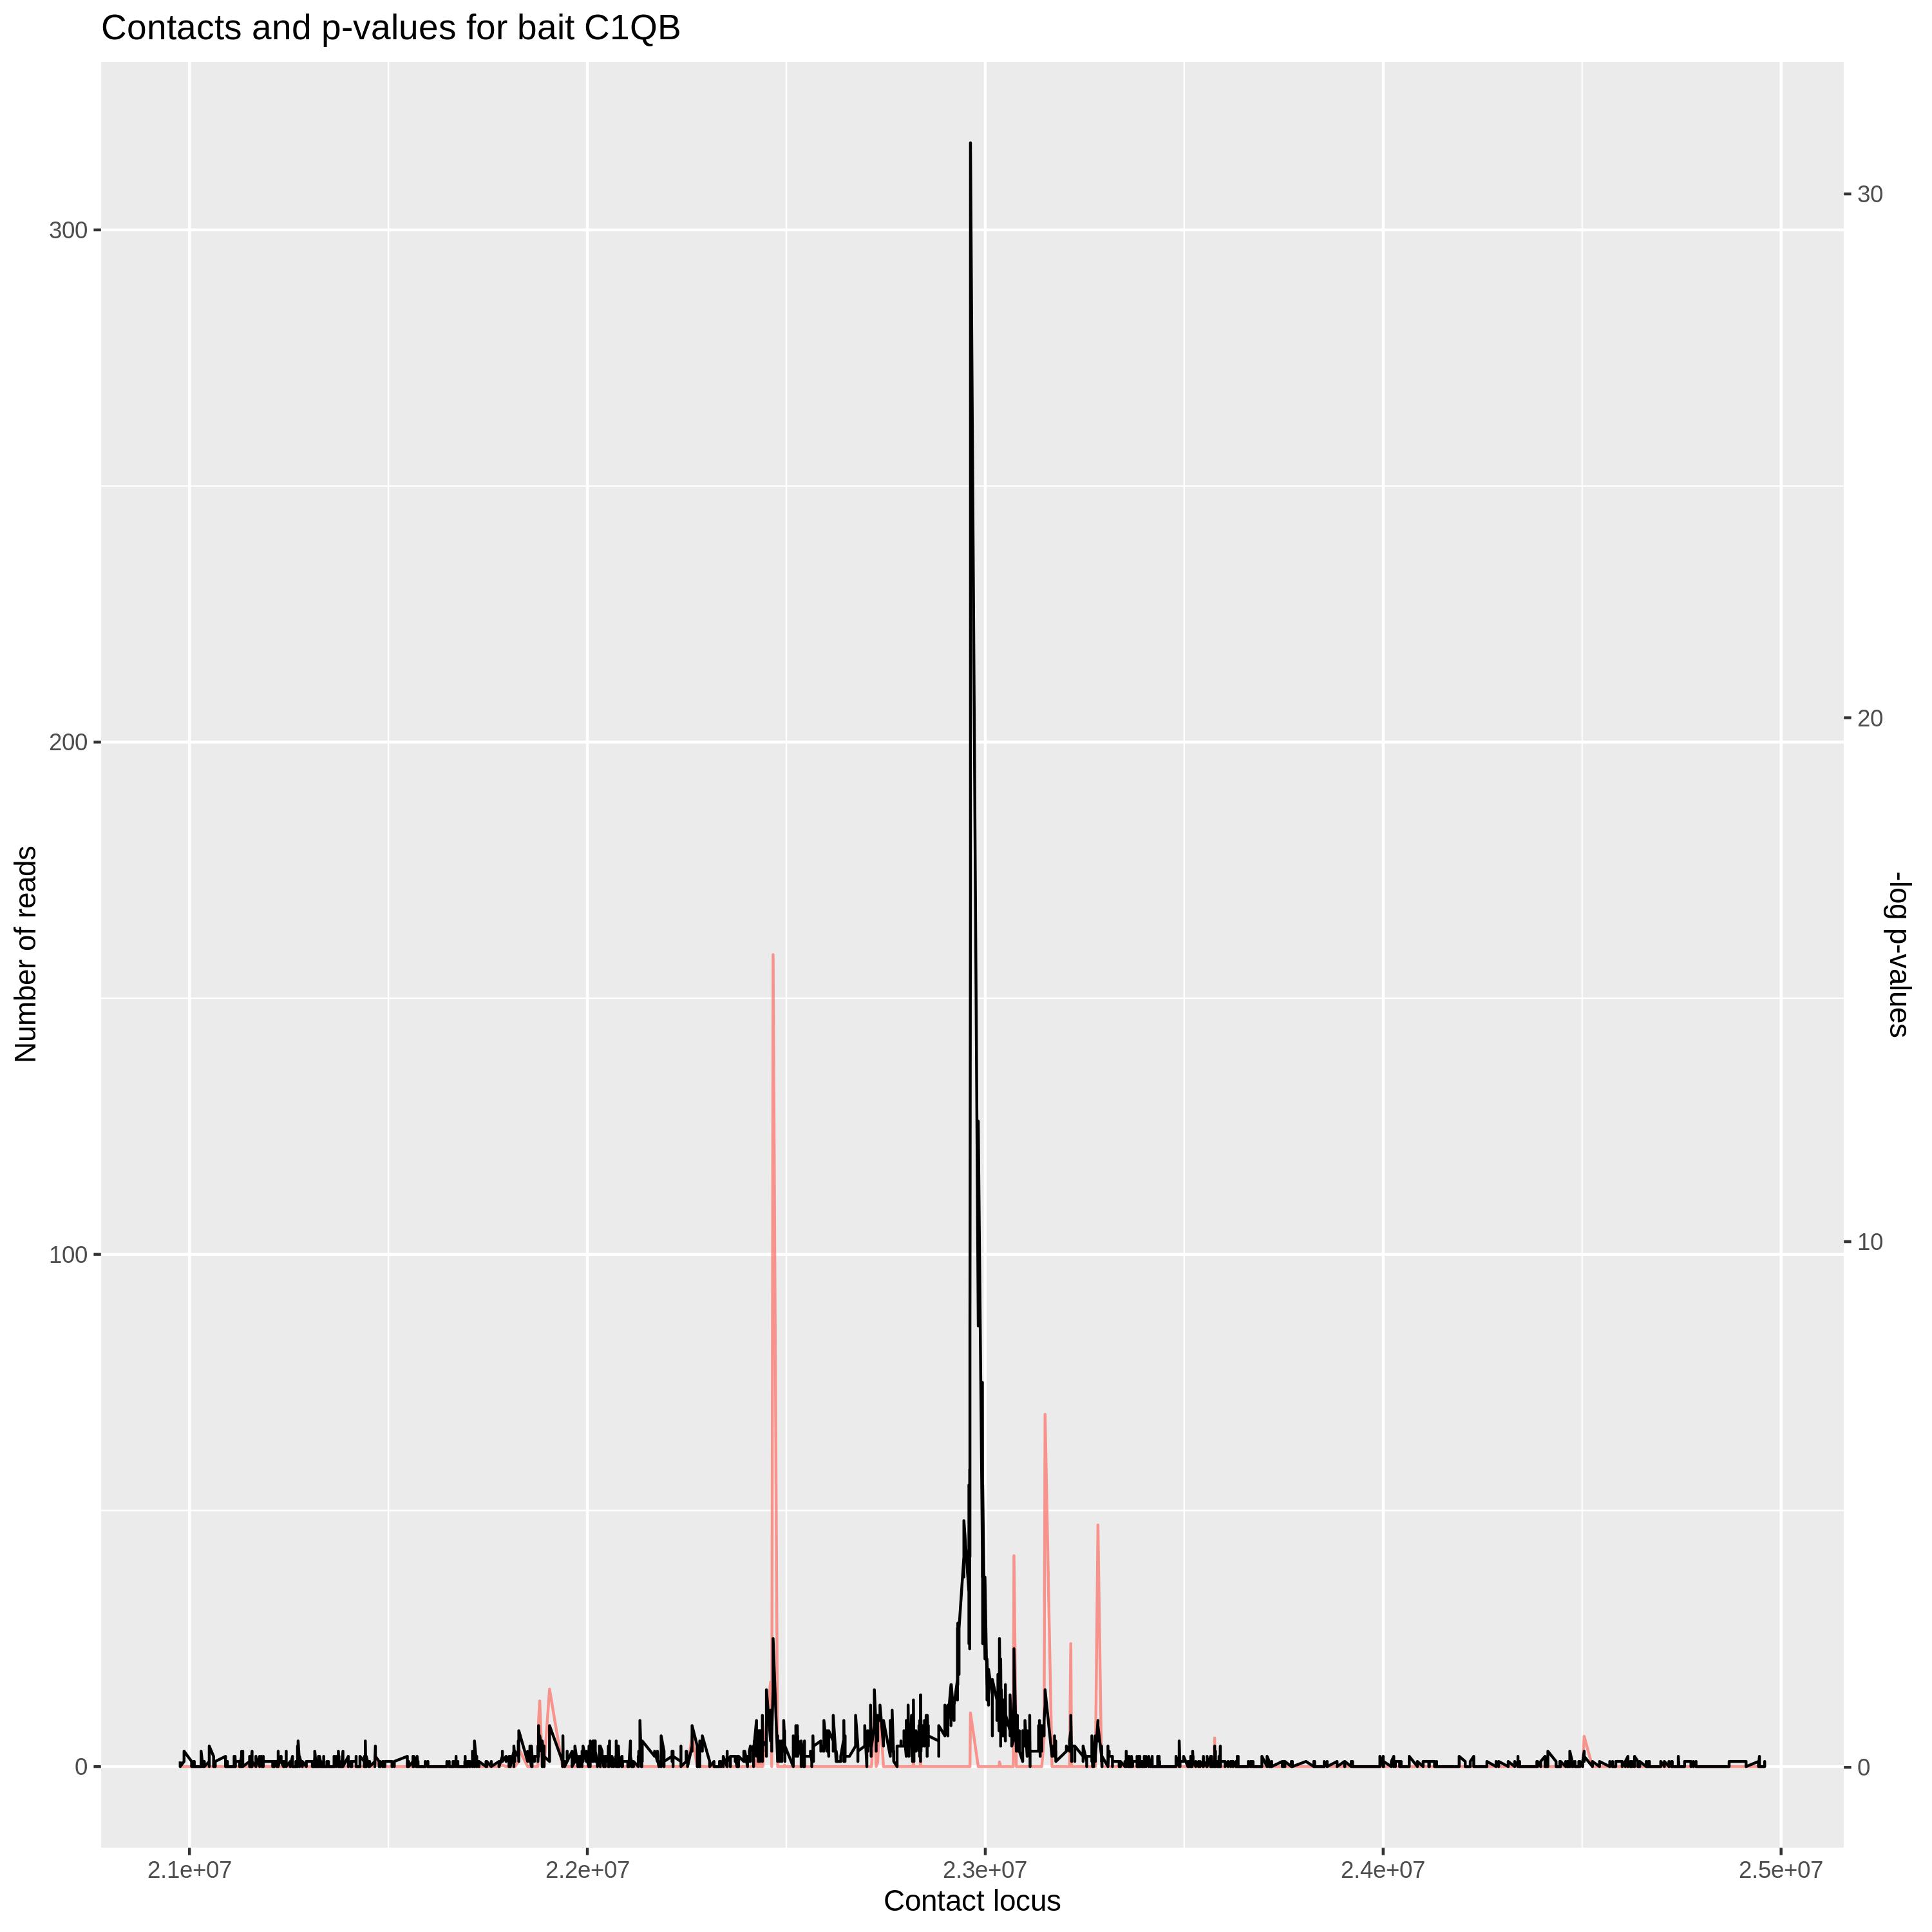 Contacts and p-values for bait C1QB
300
200
100
0
Number of reads
30
20
10
0
-log p-values
2.1e+07
2.2e+07
2.3e+07
2.4e+07
2.5e+07
Contact locus